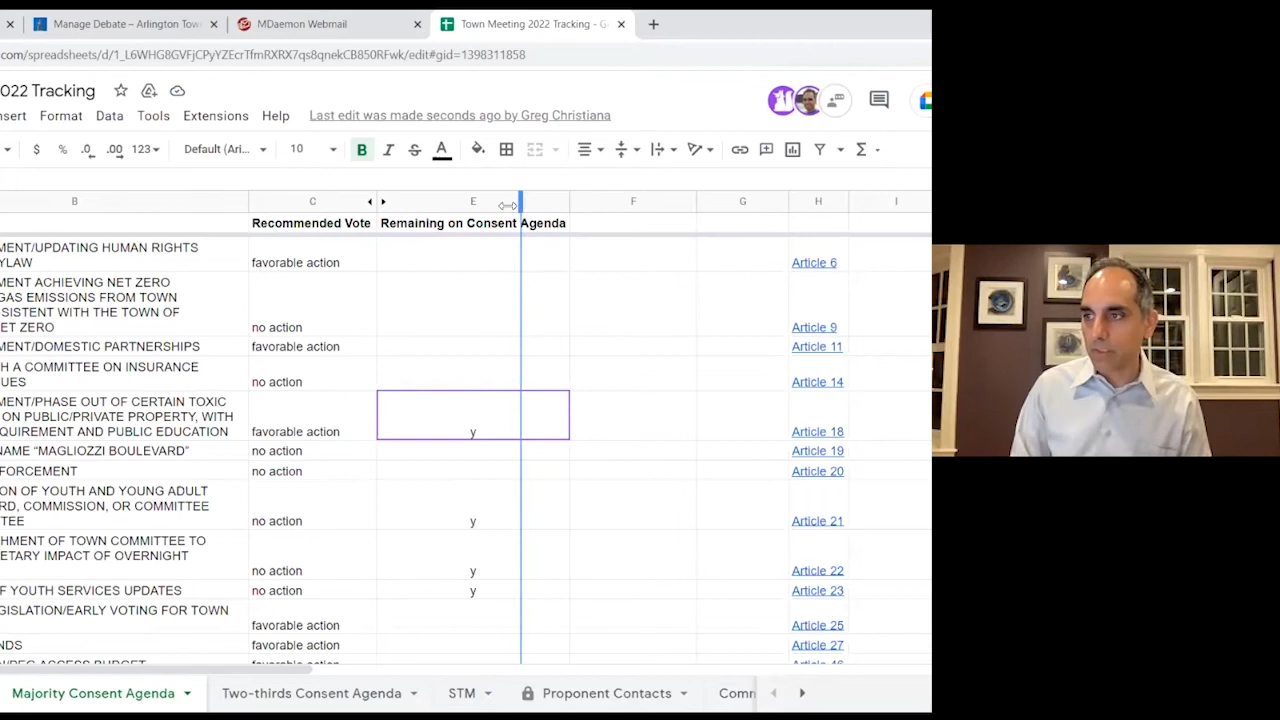 Manage Debate – Arlington Tow
MDaemon Webmail
Town Meeting 2022 Tracking - G
com/spreadsheets/d/1_L6WHG8GVFjCPyYZEcrTfmRXRX7qs8qnekCB850RFwk/edit#gid=1398311858
2022 Tracking
nsert Format Data Tools Extensions Help Last edit was made seconds ago by Greg Christiana
$ % .0 .00 123 Default (Ari... 10 B I S A
B C E F G H I
Recommended Vote Remaining on Consent Agenda
MENT/UPDATING HUMAN RIGHTS
YLAW favorable action Article 6
MENT ACHIEVING NET ZERO
GAS EMISSIONS FROM TOWN
SISTENT WITH THE TOWN OF
ET ZERO no action Article 9
MENT/DOMESTIC PARTNERSHIPS favorable action Article 11
H A COMMITTEE ON INSURANCE
UES no action Article 14
MENT/PHASE OUT OF CERTAIN TOXIC
ON PUBLIC/PRIVATE PROPERTY, WITH
QUIREMENT AND PUBLIC EDUCATION favorable action y Article 18
NAME “MAGLIOZZI BOULEVARD” no action Article 19
FORCEMENT no action Article 20
ION OF YOUTH AND YOUNG ADULT
RD, COMMISSION, OR COMMITTEE
TEE no action y Article 21
HMENT OF TOWN COMMITTEE TO
ETARY IMPACT OF OVERNIGHT
no action y Article 22
F YOUTH SERVICES UPDATES no action y Article 23
GISLATION/EARLY VOTING FOR TOWN
favorable action Article 25
NDS favorable action Article 27
Majority Consent Agenda Two-thirds Consent Agenda STM Proponent Contacts Comm